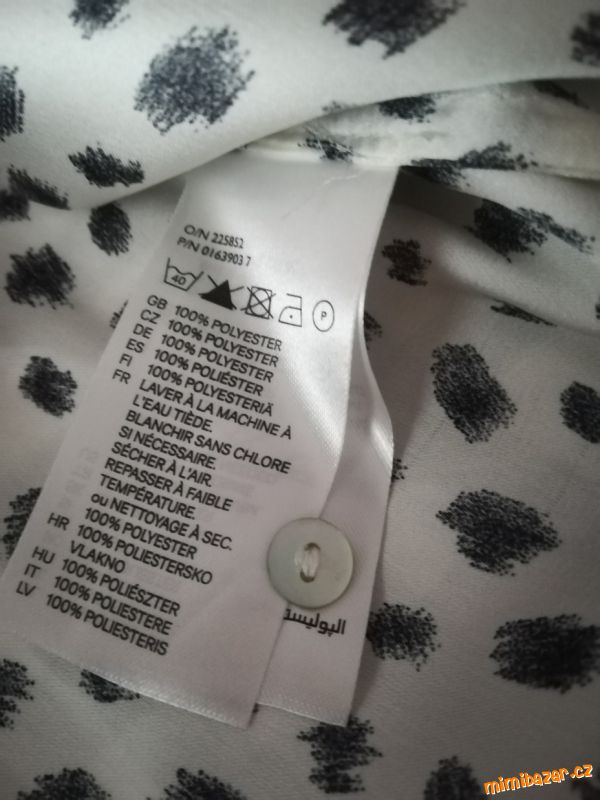 O/N 225852
P/N 0163903 7
40 P
GB 100% POLYESTER
CZ 100% POLYESTER
DE 100% POLYESTER
ES 100% POLIÉSTER
FI 100% POLYESTERIÄ
FR LAVER À LA MACHINE À
L'EAU TIÈDE.
BLANCHIR SANS CHLORE
SI NÉCESSAIRE.
SÉCHER À L'AIR.
REPASSER À FAIBLE
TEMPÉRATURE.
ou NETTOYAGE À SEC.
100% POLYESTER
HR 100% POLIESTERSKO
VLAKNO
HU 100% POLIÉSZTER
IT 100% POLIESTERE
LV 100% POLIESTERIS
mimibazar.cz